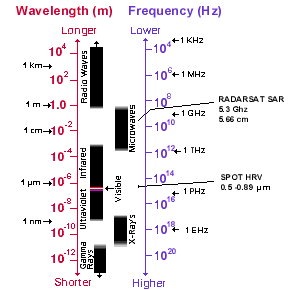 Wavelength (m)
Frequency (Hz)
Longer
Lower
10^4
1 km
1 m
1.0
1 cm
10^-2
10^-4
1 µm
10^-6
10^-8
1 nm
10^-10
10^-12
Shorter
Radio Waves
Infrared
Ultraviolet
Gamma
Rays
Microwaves
Visible
X-Rays
1 KHz
10^4
10^6
1 MHz
10^8
1 GHz
10^10
1 THz
10^12
10^14
1 PHz
10^16
10^18
1 EHz
10^20
Higher
RADARSAT SAR
5.3 Ghz
5.66 cm
SPOT HRV
0.5 -0.89 µm